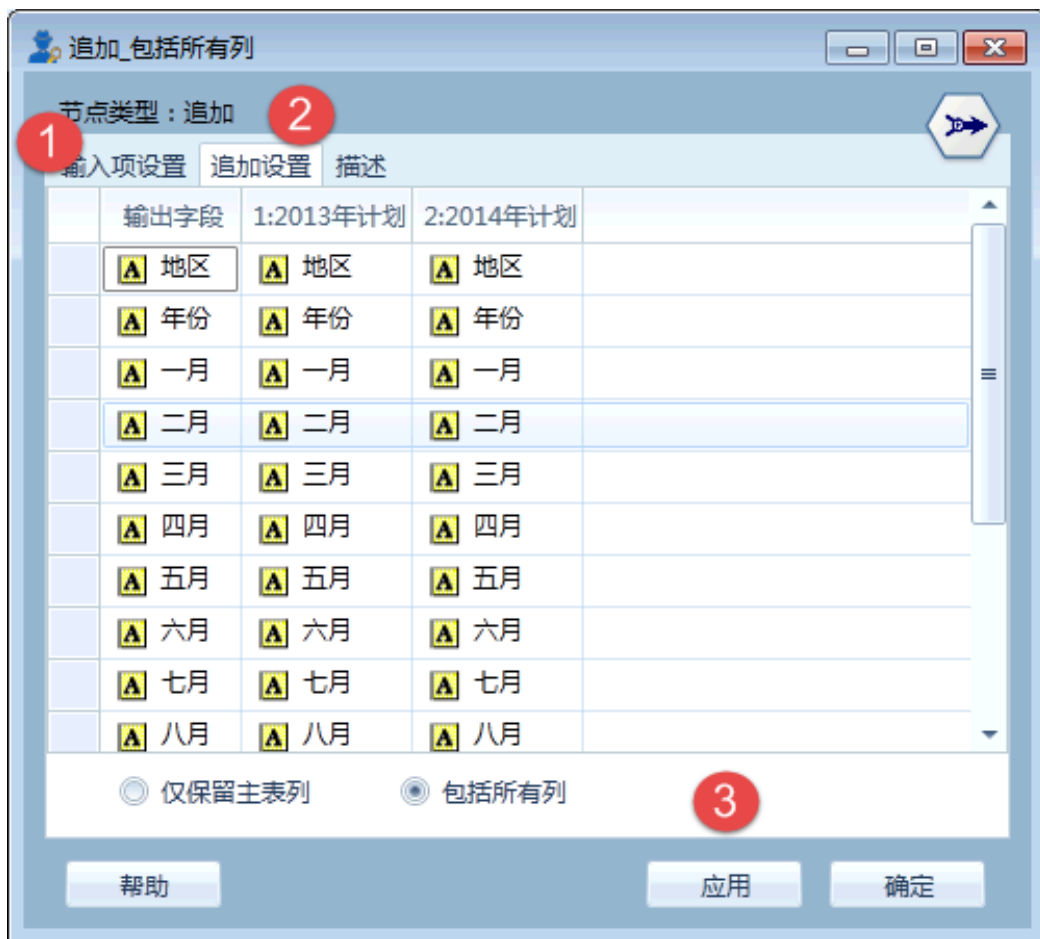 追加_包括所有列
节点类型：追加
1 2
输入项设置 追加设置 描述
输出字段 1:2013年计划 2:2014年计划
A 地区 A 地区 A 地区
A 年份 A 年份 A 年份
A 一月 A 一月 A 一月
A 二月 A 二月 A 二月
A 三月 A 三月 A 三月
A 四月 A 四月 A 四月
A 五月 A 五月 A 五月
A 六月 A 六月 A 六月
A 七月 A 七月 A 七月
A 八月 A 八月 A 八月
仅保留主表列 包括所有列 3
帮助 应用 确定